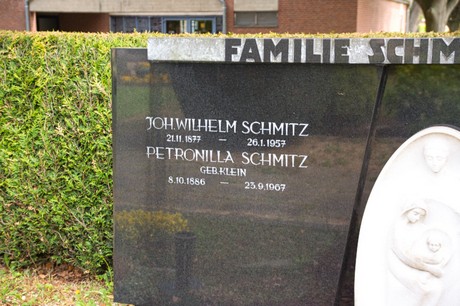 FAMILIE SCHM
JOH.WILHELM SCHMITZ
21.11.1877 — 26.1.1957
PETRONILLA SCHMITZ
GEB.KLEIN
8.10.1886 — 23.9.1967